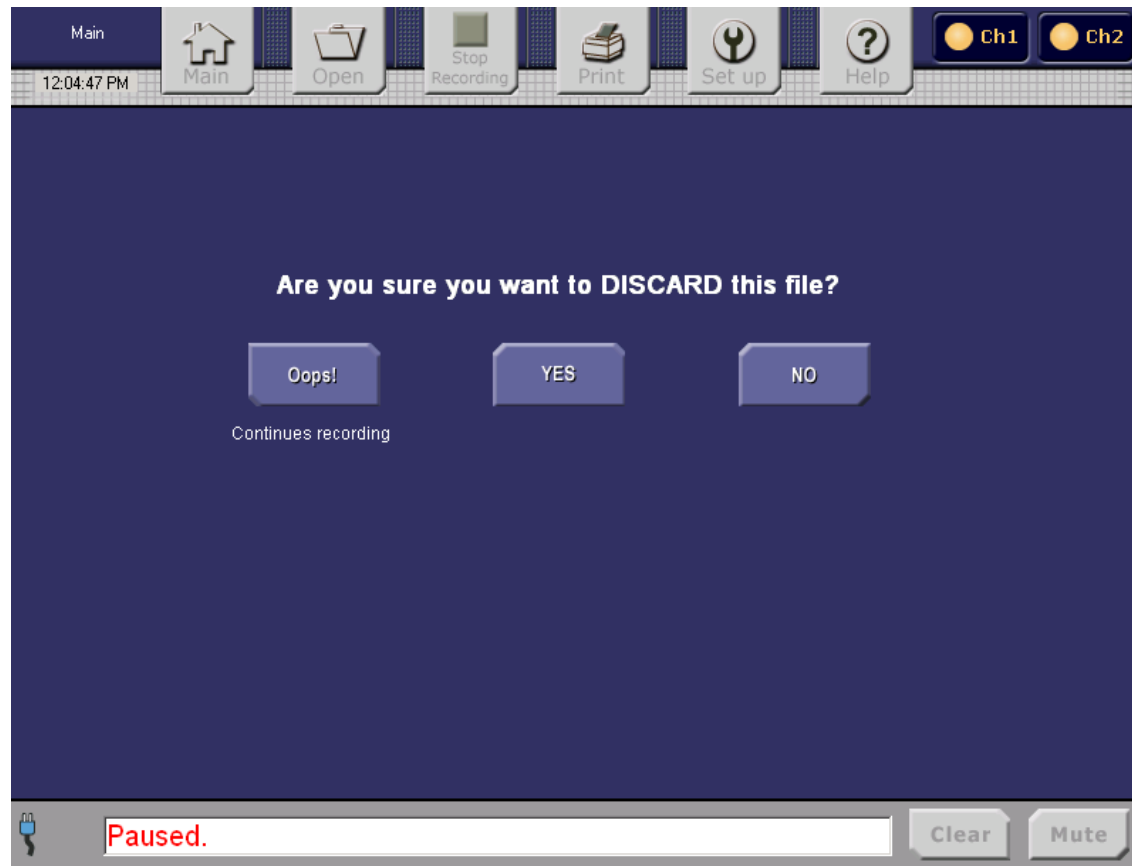 Main
12:04:47 PM
Main
Open
Stop
Recording
Print
Set up
?
Help
Ch1
Ch2
Are you sure you want to DISCARD this file?
Oops!
YES
NO
Continues recording
Paused.
Clear
Mute